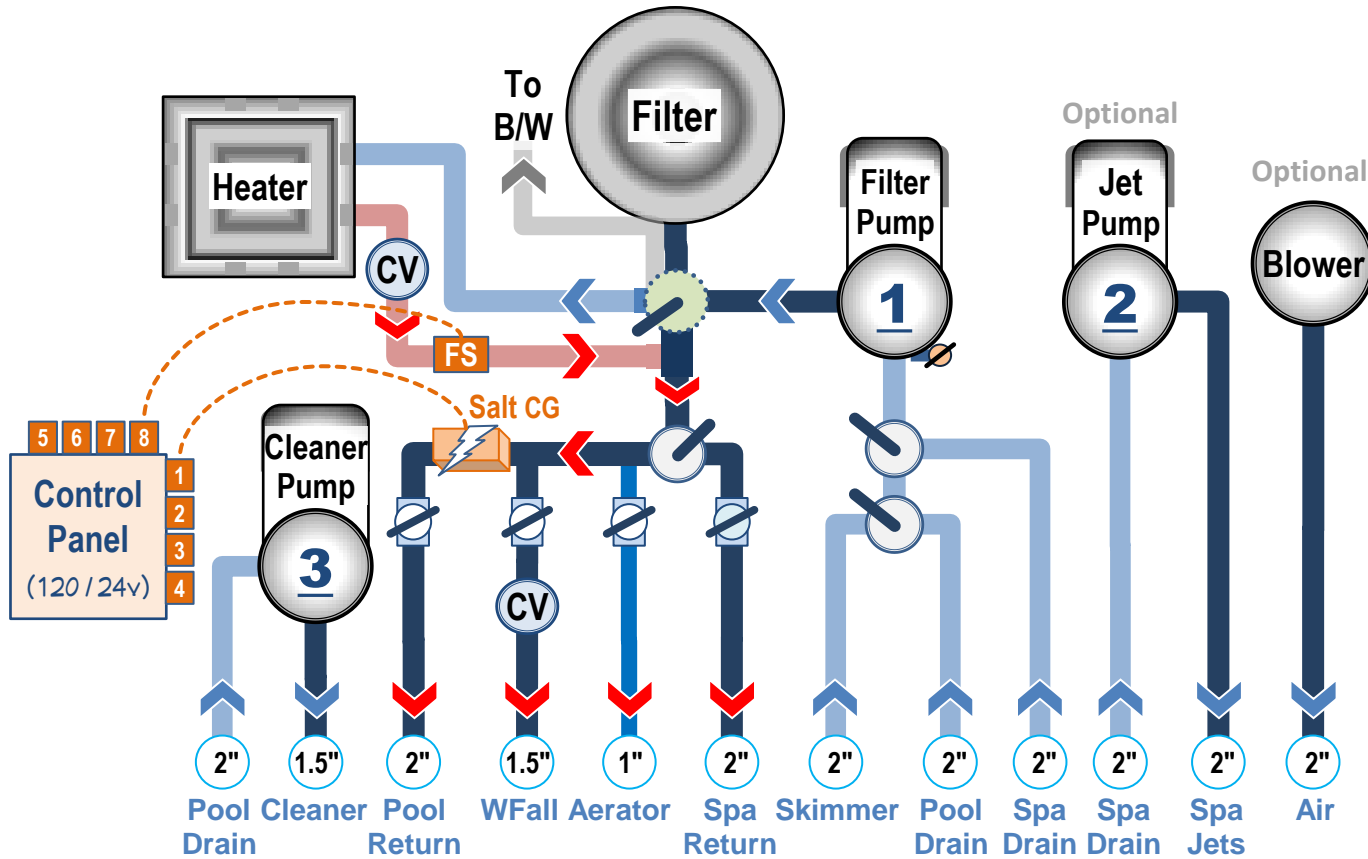 To
B/W
Filter
Optional
Optional
Heater
Filter
Pump
Jet
Pump
Blower
CV
1
2
FS
Salt CG
5 6 7 8
1
2
3
4
Control
Panel
(120 / 24v)
Cleaner
Pump
3
CV
2" 1.5" 2" 1.5" 1" 2" 2" 2" 2" 2" 2" 2"
Pool
Drain
Cleaner
Pool
Return
WFall
Aerator
Spa
Return
Skimmer
Pool
Drain
Spa
Drain
Spa
Drain
Spa
Jets
Air